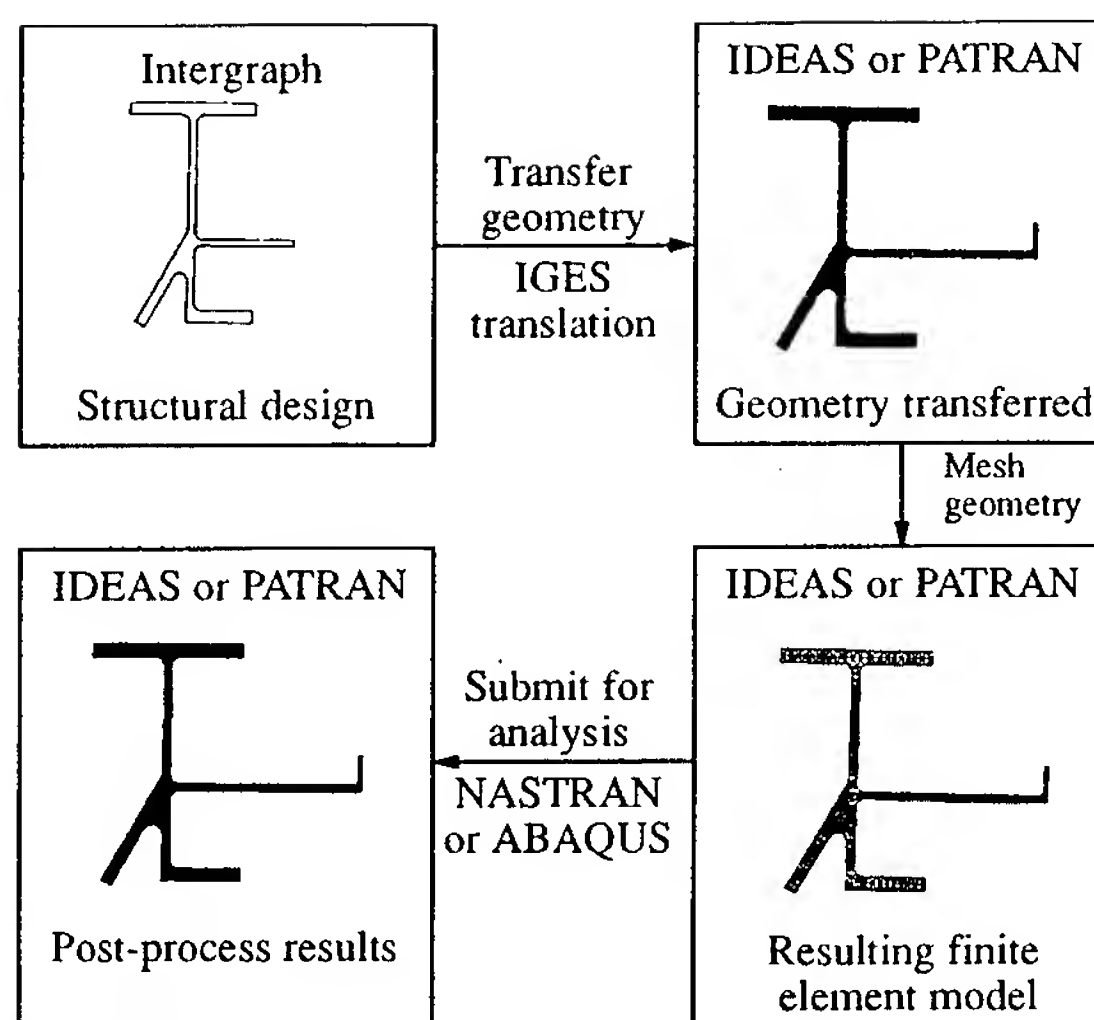 Intergraph
Structural design
Transfer
geometry
IGES
translation
IDEAS or PATRAN
Geometry transferred
Mesh
geometry
IDEAS or PATRAN
Resulting finite
element model
Submit for
analysis
NASTRAN
or ABAQUS
IDEAS or PATRAN
Post-process results